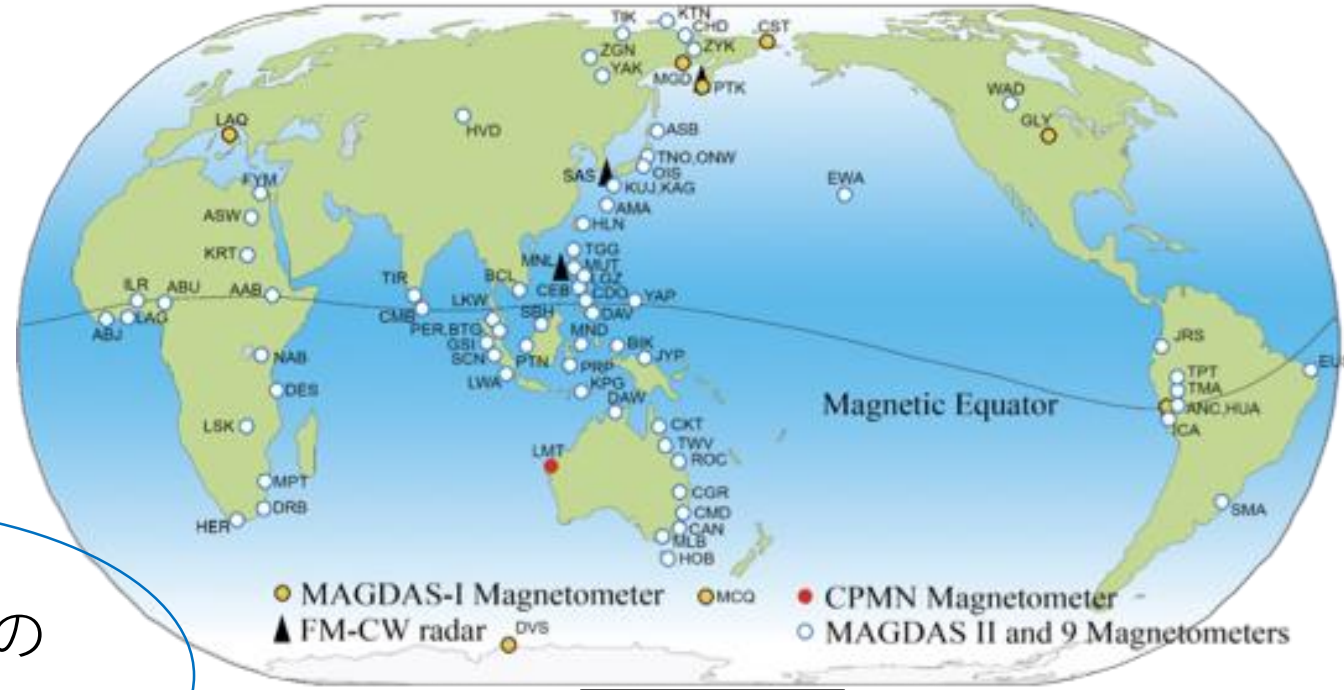 TIK
KTN
CHD
CST
ZGN
ZYK
YAK
MGD
PTK
WAD
LAQ
HVD
GLY
ASB
TNO,ONW
OIS
SAS
KUJ,KAG
FYM
EWA
AMA
ASW
HLN
KRT
TGG
MNL
MUT
LGZ
TIR
BCL
ILR
ABU
AAB
CEB
CDO
YAP
LKW
CMB
SBH
DAV
ABJ
LAG
PER,BTG
MND
GSI
BIK
JRS
SCN
PTN
JYP
NAB
PRP
EUS
LWA
KPG
TPT
DES
TMA
DAW
Magnetic Equator
ANC,HUA
LSK
CKT
ICA
TWV
LMT
ROC
MPT
CGR
DRB
SMA
HER
CMD
CAN
MLB
HOB
MAGDAS-I Magnetometer
MCQ
CPMN Magnetometer
FM-CW radar
DVS
MAGDAS II and 9 Magnetometers
の